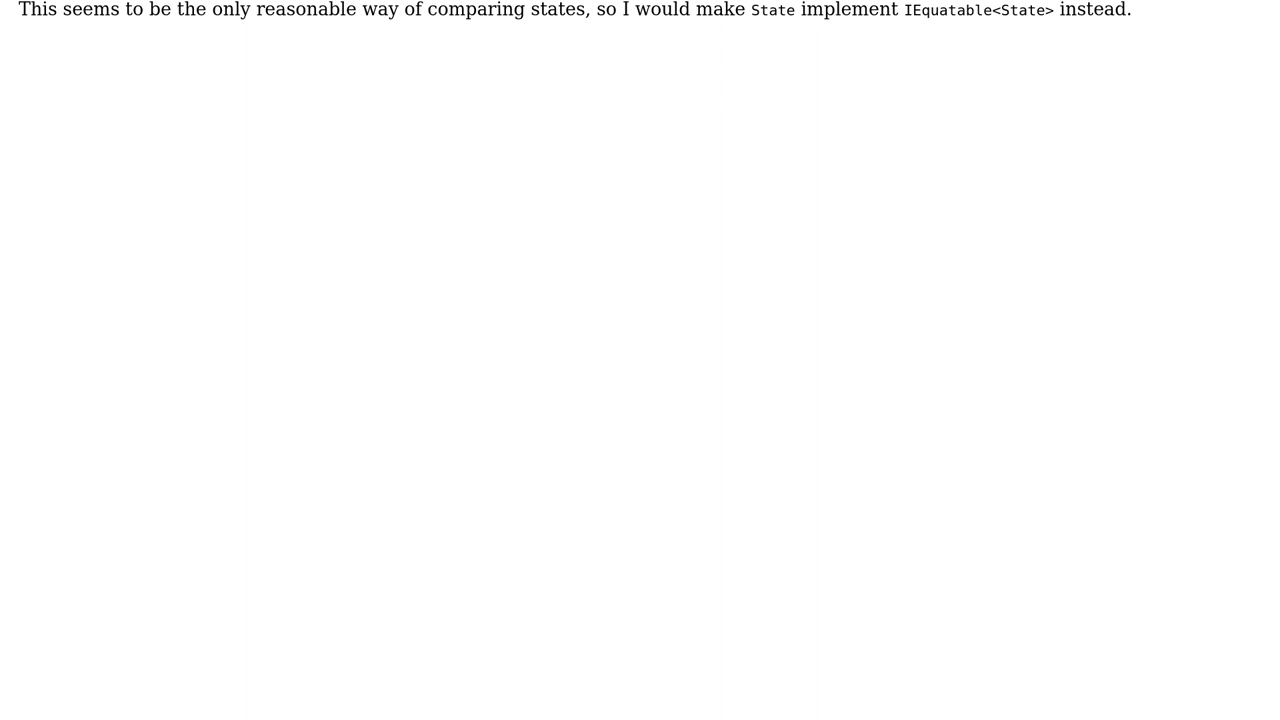 This seems to be the only reasonable way of comparing states, so I would make State implement IEquatable<State> instead.